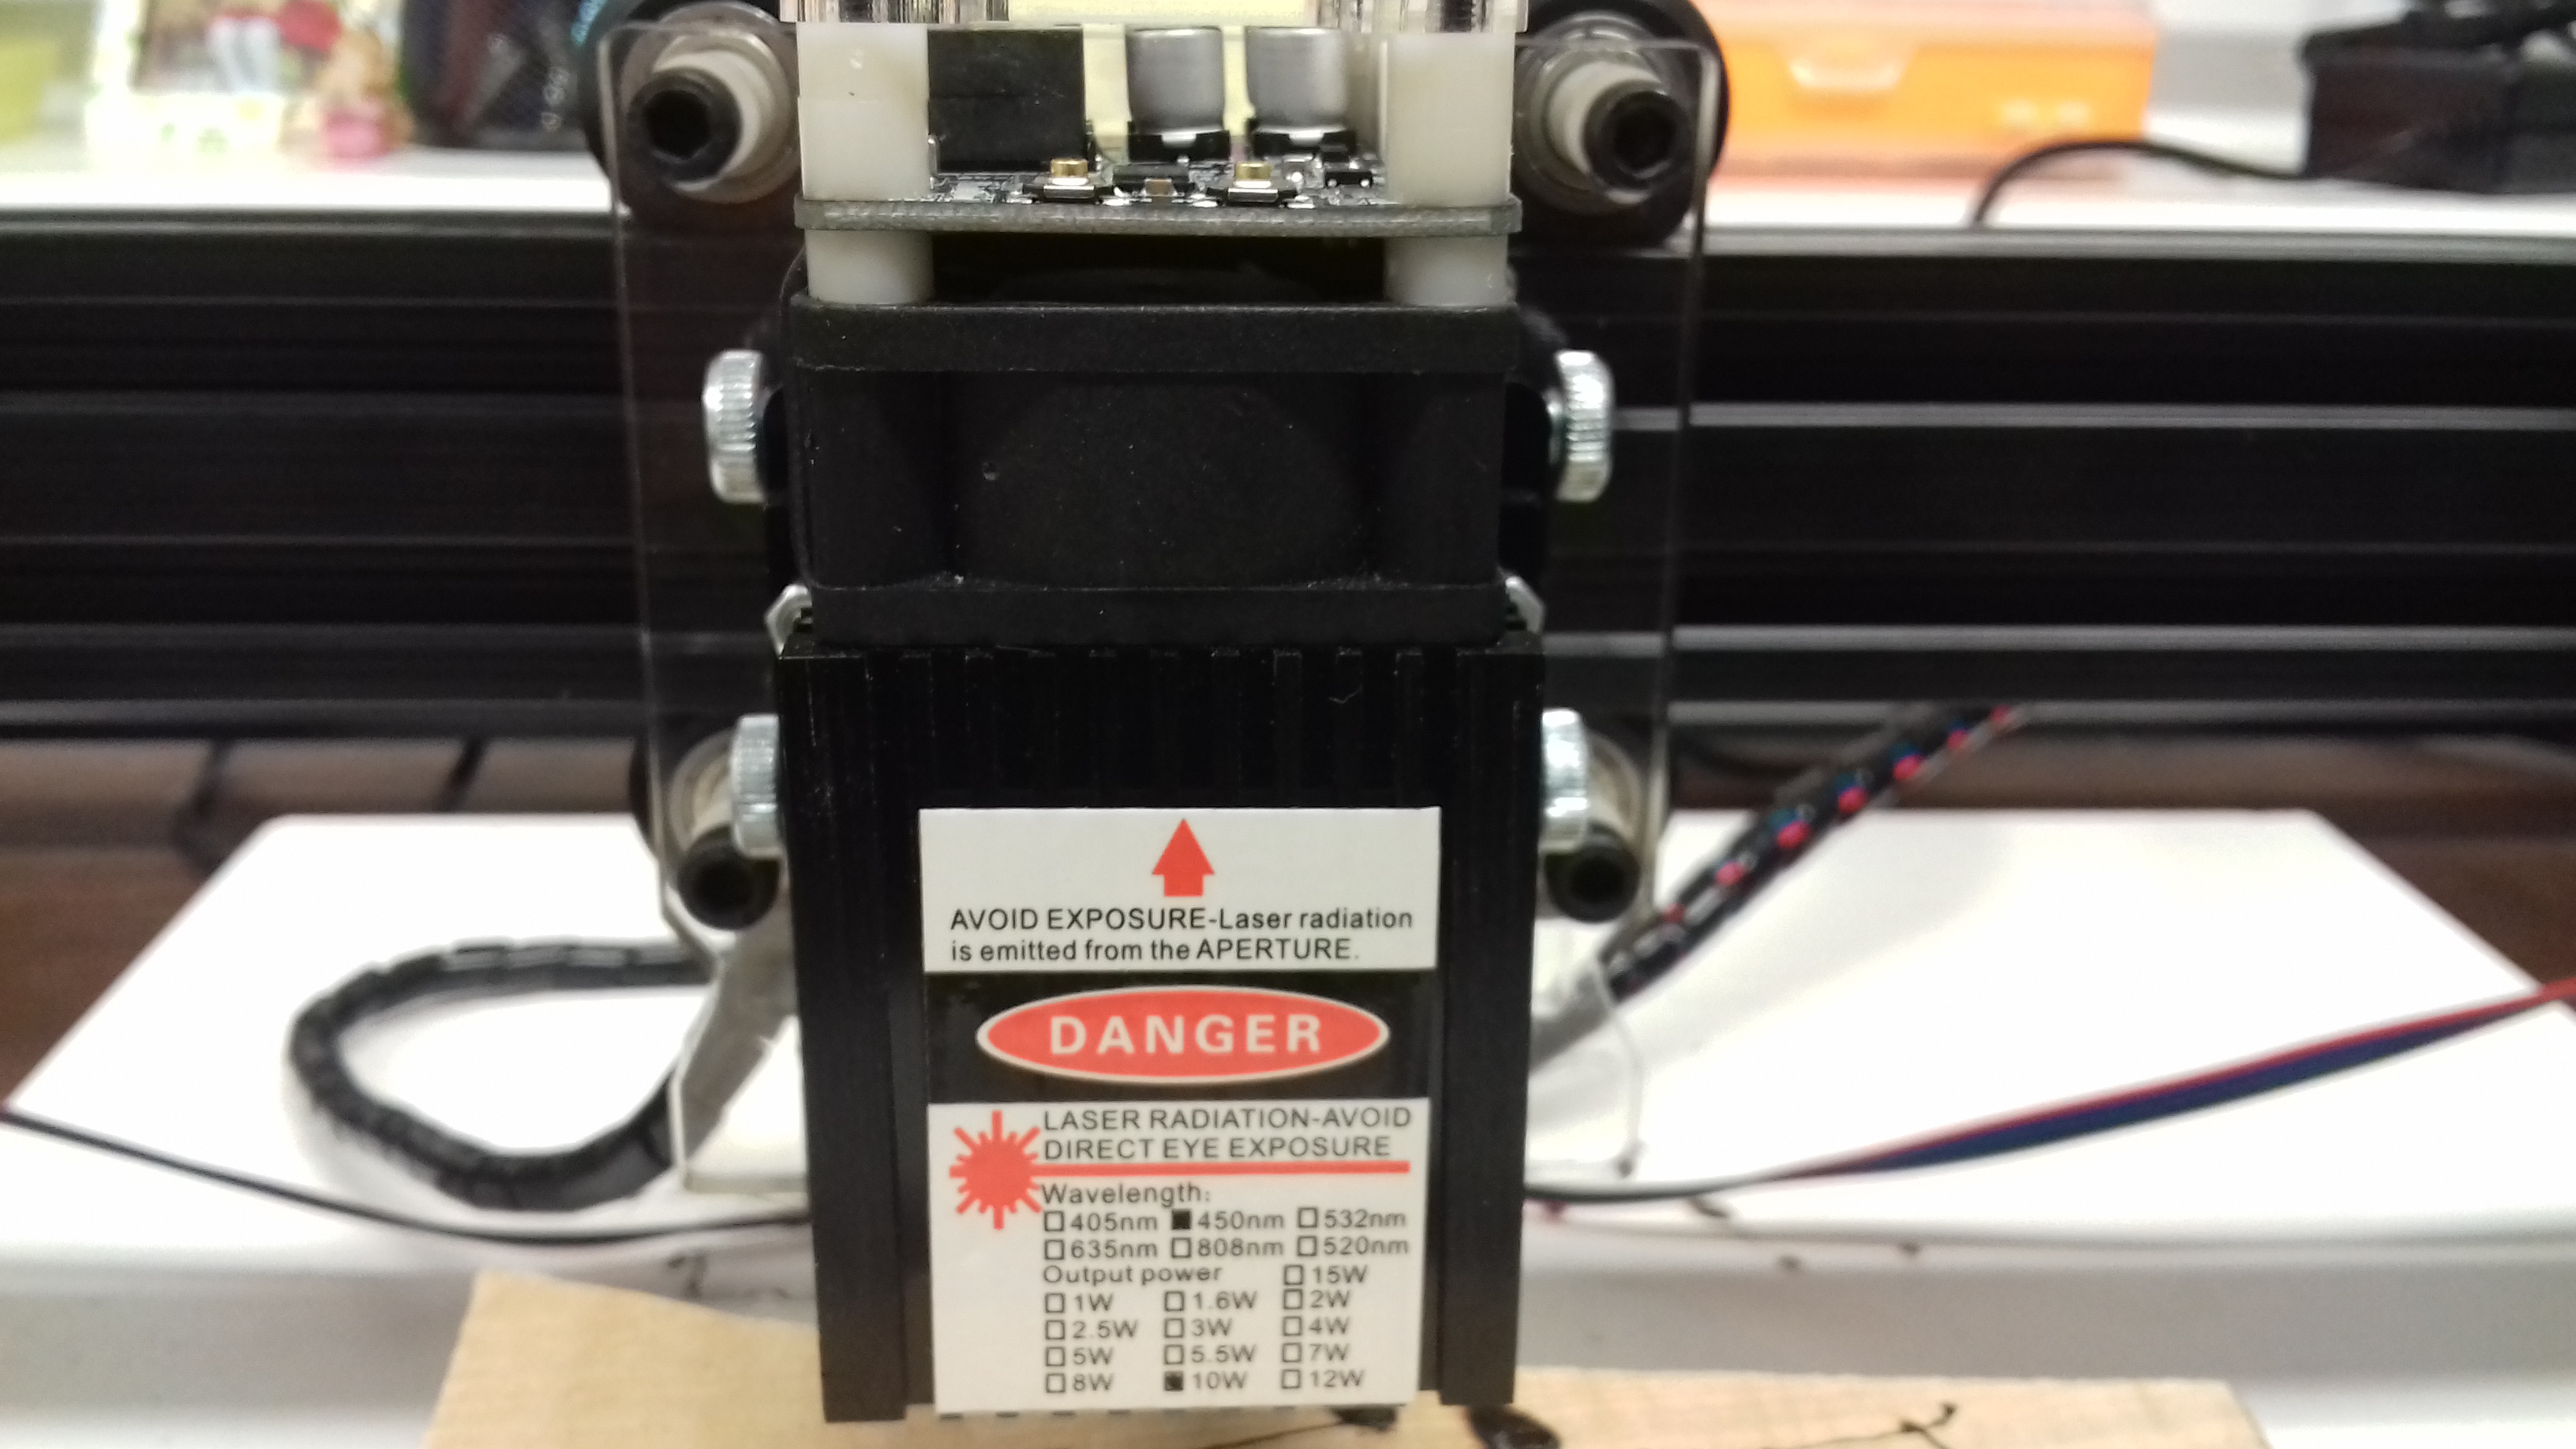 AVOID EXPOSURE-Laser radiation
is emitted from the APERTURE.
DANGER
LASER RADIATION-AVOID
DIRECT EYE EXPOSURE
Wavelength:
□405nm ■450nm □532nm
□635nm □808nm □520nm
Output power □15W
□1W □1.6W □2W
□2.5W □3W □4W
□5W □5.5W □7W
□8W ■10W □12W